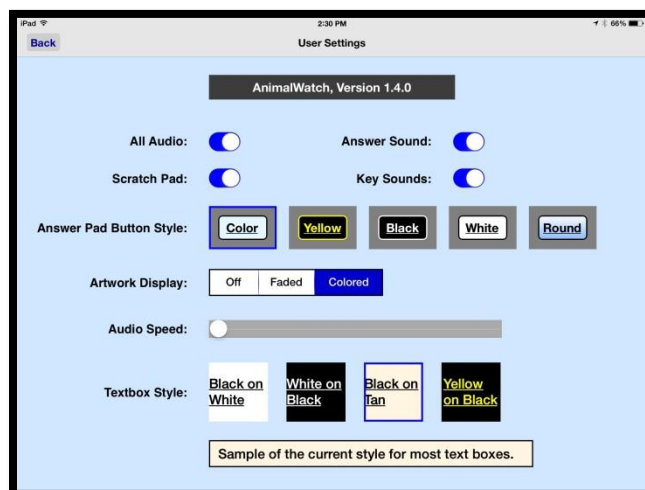 iPad 2:30 PM 66%
Back User Settings
AnimalWatch, Version 1.4.0
All Audio: Answer Sound:
Scratch Pad: Key Sounds:
Answer Pad Button Style: Color Yellow Black White Round
Artwork Display: Off Faded Colored
Audio Speed:
Textbox Style:
Black on
White
White on
Black
Black on
Tan
Yellow
on Black
Sample of the current style for most text boxes.